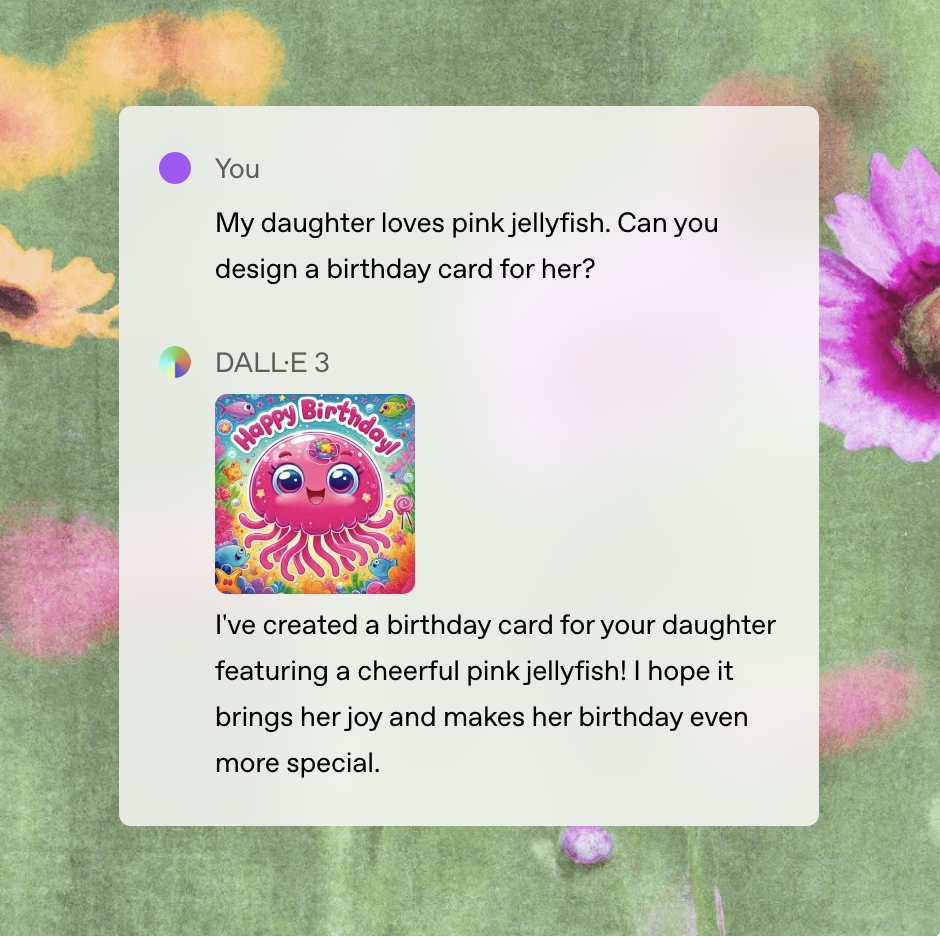 You
My daughter loves pink jellyfish. Can you
design a birthday card for her?
DALL·E 3
Happy Birthday!
I've created a birthday card for your daughter
featuring a cheerful pink jellyfish! I hope it
brings her joy and makes her birthday even
more special.